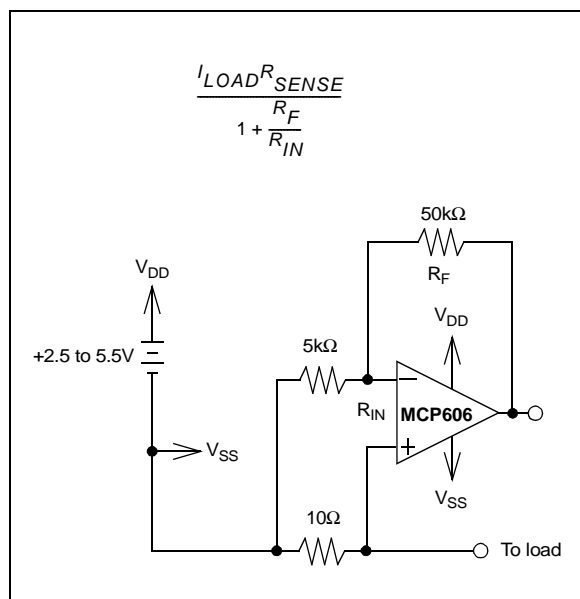 I_LOAD R_SENSE
1 + R_F
R_IN
50kΩ
R_F
V_DD
V_DD
+2.5 to 5.5V
5kΩ
−
R_IN
MCP606
+
V_SS
V_SS
10Ω
To load